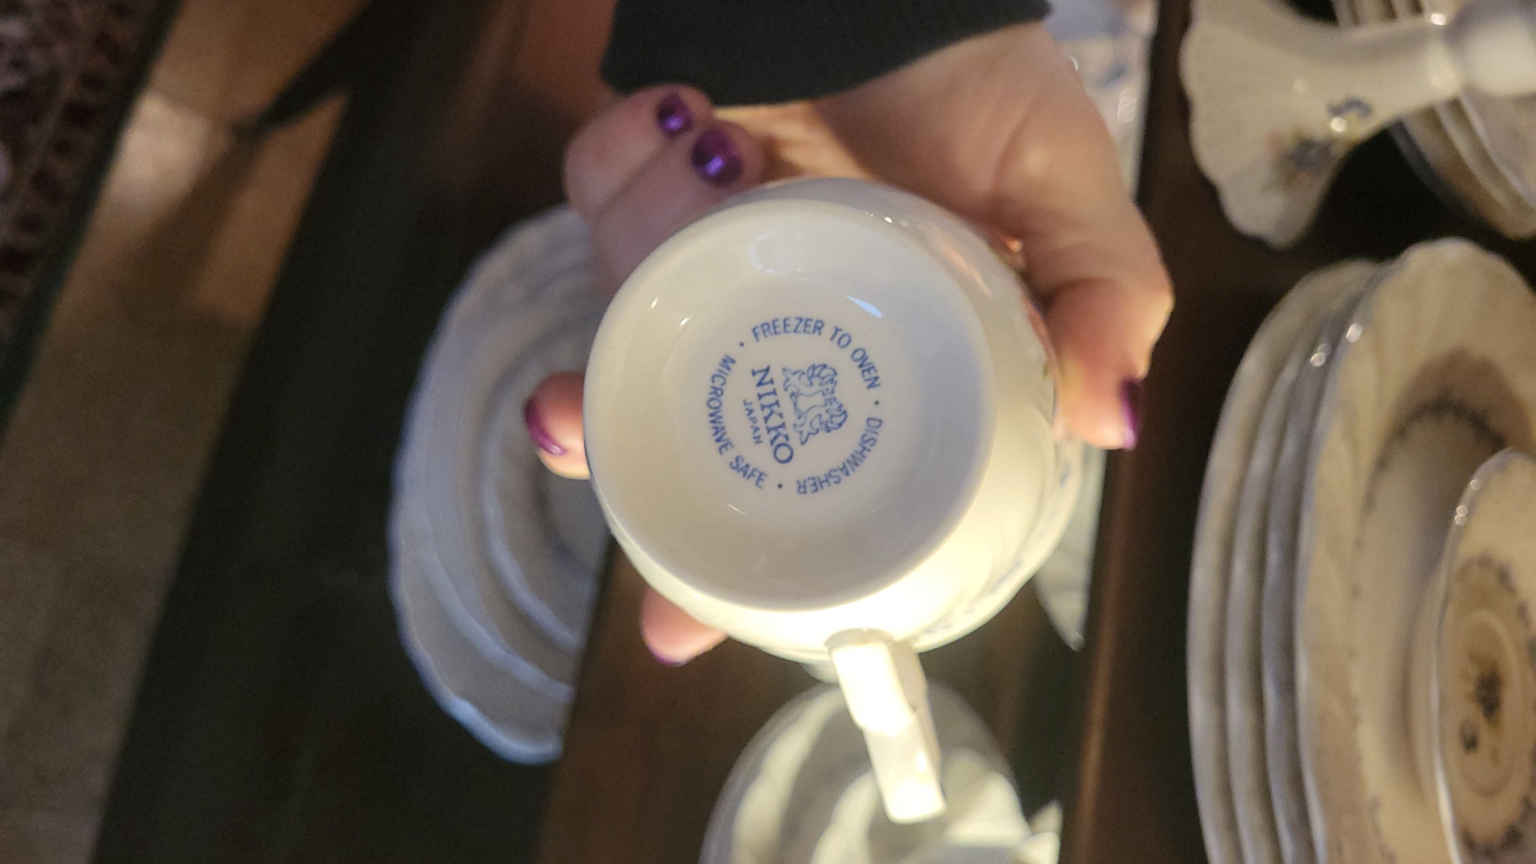 FREEZER TO OVEN · DISHWASHER · MICROWAVE SAFE ·
NIKKO
JAPAN